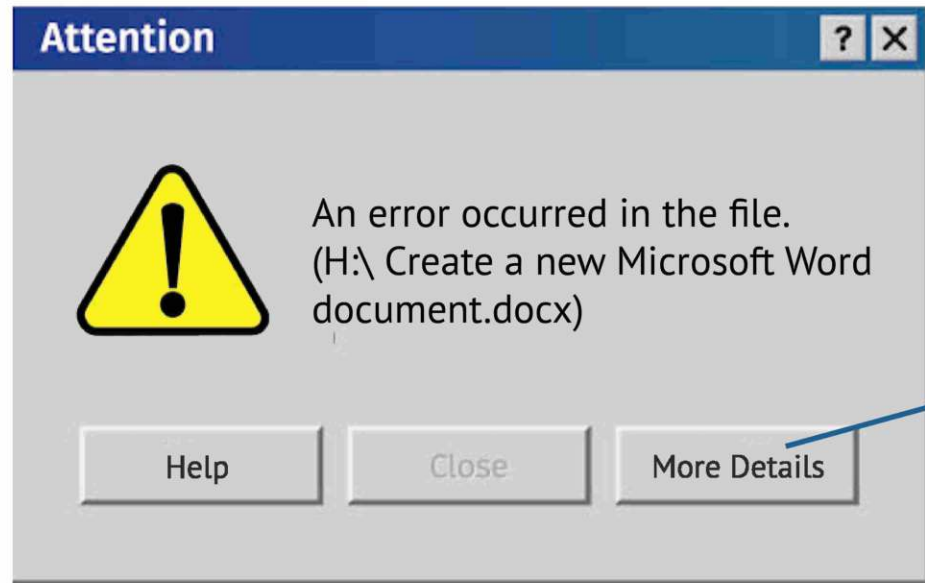 Attention
? X
An error occurred in the file.
(H:\ Create a new Microsoft Word
document.docx)
Help Close More Details